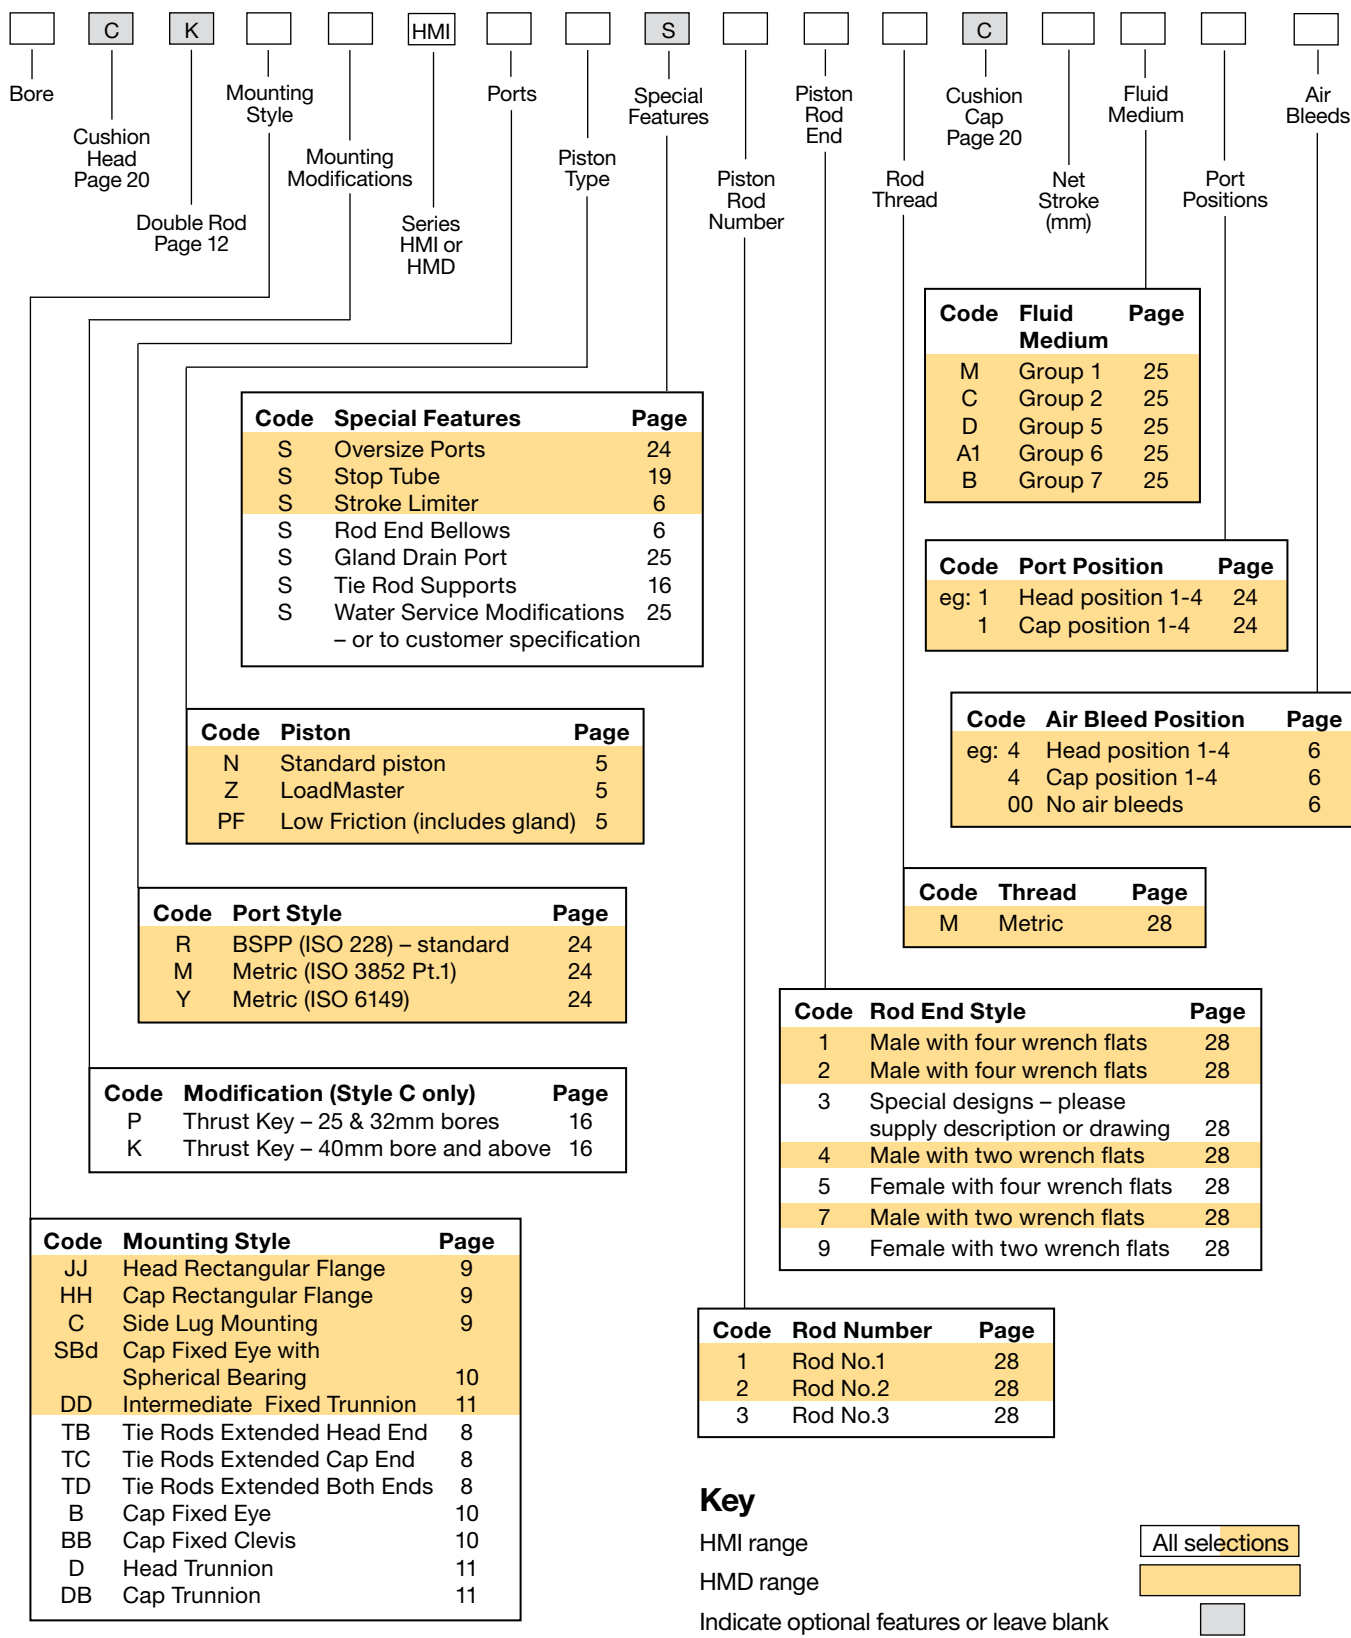 C K HMI S C
Bore
Cushion
Head
Page 20
Double Rod
Page 12
Mounting
Style
Mounting
Modifications
Series
HMI or
HMD
Ports
Piston
Type
Special
Features
Piston
Rod
Number
Piston
Rod
End
Rod
Thread
Cushion
Cap
Page 20
Net
Stroke
(mm)
Fluid
Medium
Port
Positions
Air
Bleeds
Code Fluid Medium Page
M Group 1 25
C Group 2 25
D Group 5 25
A1 Group 6 25
B Group 7 25
Code Special Features Page
S Oversize Ports 24
S Stop Tube 19
S Stroke Limiter 6
S Rod End Bellows 6
S Gland Drain Port 25
S Tie Rod Supports 16
S Water Service Modifications 25
– or to customer specification
Code Port Position Page
eg: 1 Head position 1-4 24
1 Cap position 1-4 24
Code Air Bleed Position Page
eg: 4 Head position 1-4 6
4 Cap position 1-4 6
00 No air bleeds 6
Code Piston Page
N Standard piston 5
Z LoadMaster 5
PF Low Friction (includes gland) 5
Code Thread Page
M Metric 28
Code Port Style Page
R BSPP (ISO 228) – standard 24
M Metric (ISO 3852 Pt.1) 24
Y Metric (ISO 6149) 24
Code Rod End Style Page
1 Male with four wrench flats 28
2 Male with four wrench flats 28
3 Special designs – please
supply description or drawing 28
4 Male with two wrench flats 28
5 Female with four wrench flats 28
7 Male with two wrench flats 28
9 Female with two wrench flats 28
Code Modification (Style C only) Page
P Thrust Key – 25 & 32mm bores 16
K Thrust Key – 40mm bore and above 16
Code Mounting Style Page
JJ Head Rectangular Flange 9
HH Cap Rectangular Flange 9
C Side Lug Mounting 9
SBd Cap Fixed Eye with
Spherical Bearing 10
DD Intermediate Fixed Trunnion 11
TB Tie Rods Extended Head End 8
TC Tie Rods Extended Cap End 8
TD Tie Rods Extended Both Ends 8
B Cap Fixed Eye 10
BB Cap Fixed Clevis 10
D Head Trunnion 11
DB Cap Trunnion 11
Code Rod Number Page
1 Rod No.1 28
2 Rod No.2 28
3 Rod No.3 28
Key
HMI range All selections
HMD range
Indicate optional features or leave blank